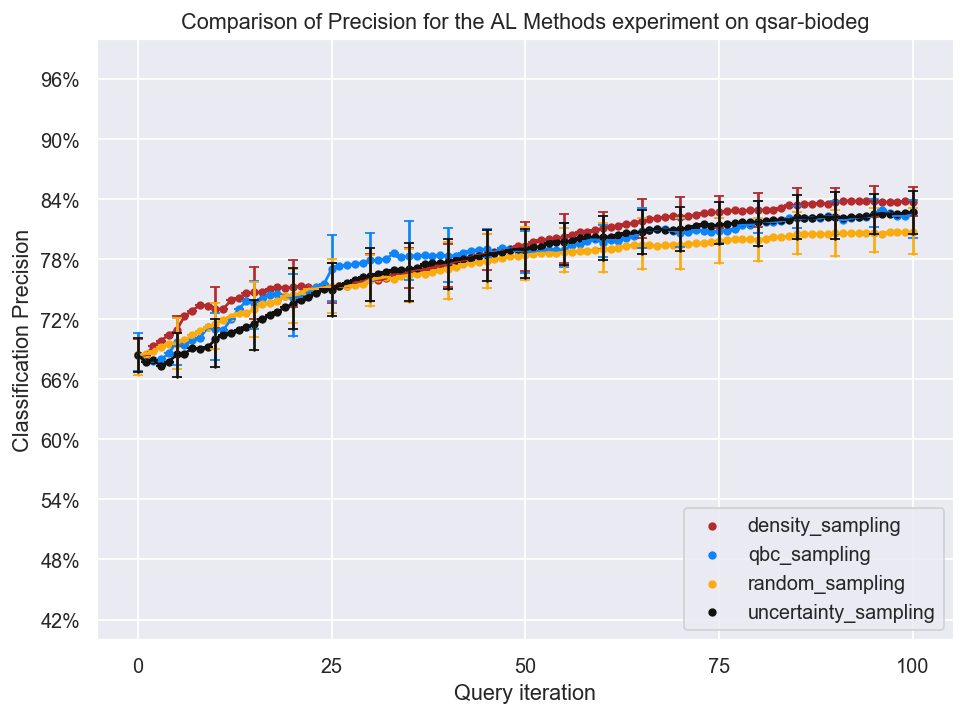 Comparison of Precision for the AL Methods experiment on qsar-biodeg
Classification Precision
96%
90%
84%
78%
72%
66%
60%
54%
48%
42%
density_sampling
qbc_sampling
random_sampling
uncertainty_sampling
0 25 50 75 100
Query iteration